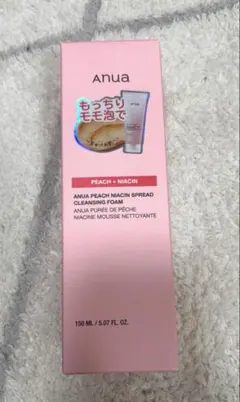 Anua
もっちり
モモ泡で
PEACH + NIACIN
ANUA PEACH NIACIN SPREAD
CLEANSING FOAM
ANUA PURÉE DE PÊCHE
NIACINE MOUSSE NETTOYANTE
150 ML / 5.07 FL. OZ.